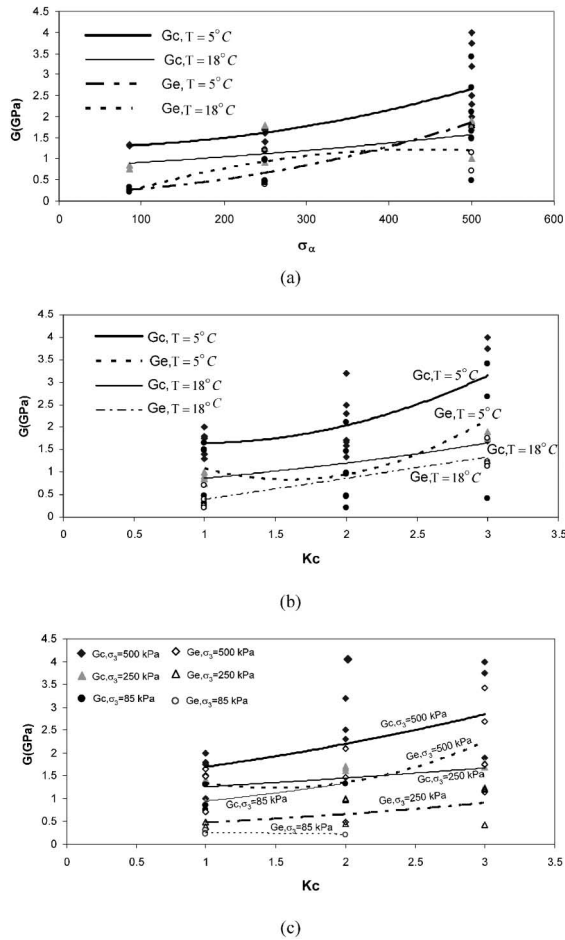 4.5
4
3.5
3
2.5
2
1.5
1
0.5
0
G(GPa)
Gc, T = 5°C
Gc, T = 18°C
Ge, T = 5°C
Ge, T = 18°C
0 100 200 300 400 500 600
σα
(a)
4.5
4
3.5
3
2.5
2
1.5
1
0.5
0
G(GPa)
Gc, T = 5°C
Ge, T = 5°C
Gc, T = 18°C
Ge, T = 18°C
Gc, T = 5°C
Ge, T = 5°C
Gc, T = 18°C
Ge, T = 18°C
0 0.5 1 1.5 2 2.5 3 3.5
Kc
(b)
4.5
4
3.5
3
2.5
2
1.5
1
0.5
0
G(GPa)
Gc,σ3=500 kPa Ge,σ3=500 kPa
Gc,σ3=250 kPa Ge,σ3=250 kPa
Gc,σ3=85 kPa Ge,σ3=85 kPa
Gc,σ3=500 kPa
Ge,σ3=500 kPa
Gc,σ3=250 kPa
Gc,σ3=85 kPa
Ge,σ3=250 kPa
Ge,σ3=85 kPa
0 0.5 1 1.5 2 2.5 3 3.5
Kc
(c)